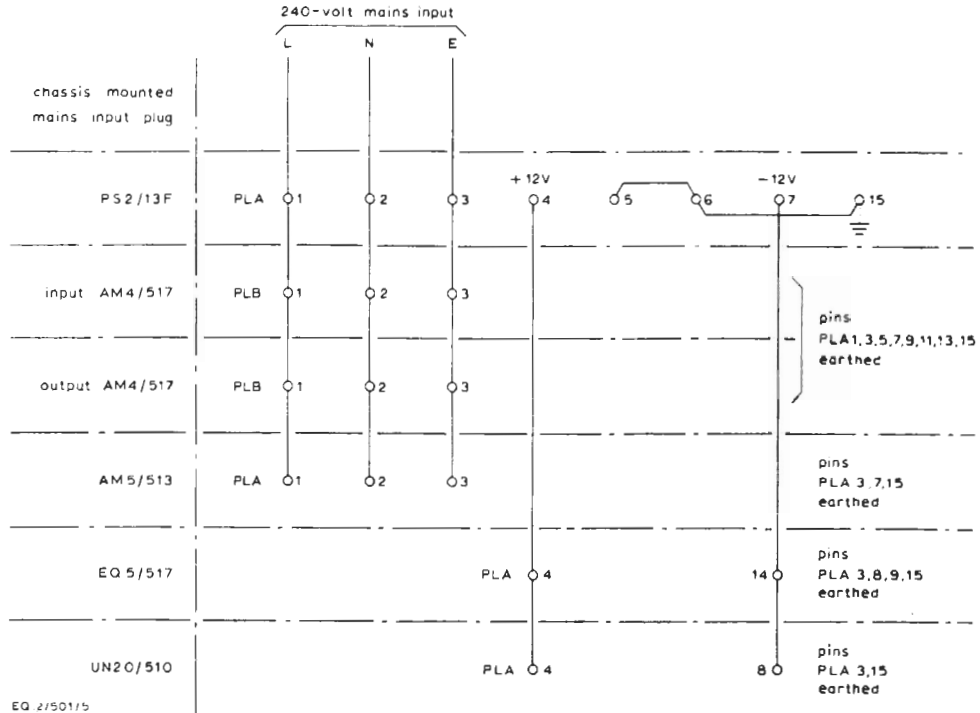 240-volt mains input
L N E
chassis mounted
mains input plug
+12V -12V
PS2/13F PLA 1 2 3 4 5 6 7 15
input AM4/517 PLB 1 2 3
pins
PLA1,3,5,7,9,11,13,15
earthed
output AM4/517 PLB 1 2 3
pins
AM5/513 PLA 1 2 3 PLA 3,7,15
earthed
pins
EQ5/517 PLA 4 14 PLA 3,8,9,15
earthed
pins
UN20/510 PLA 4 8 PLA 3,15
earthed
EQ 2/501/5